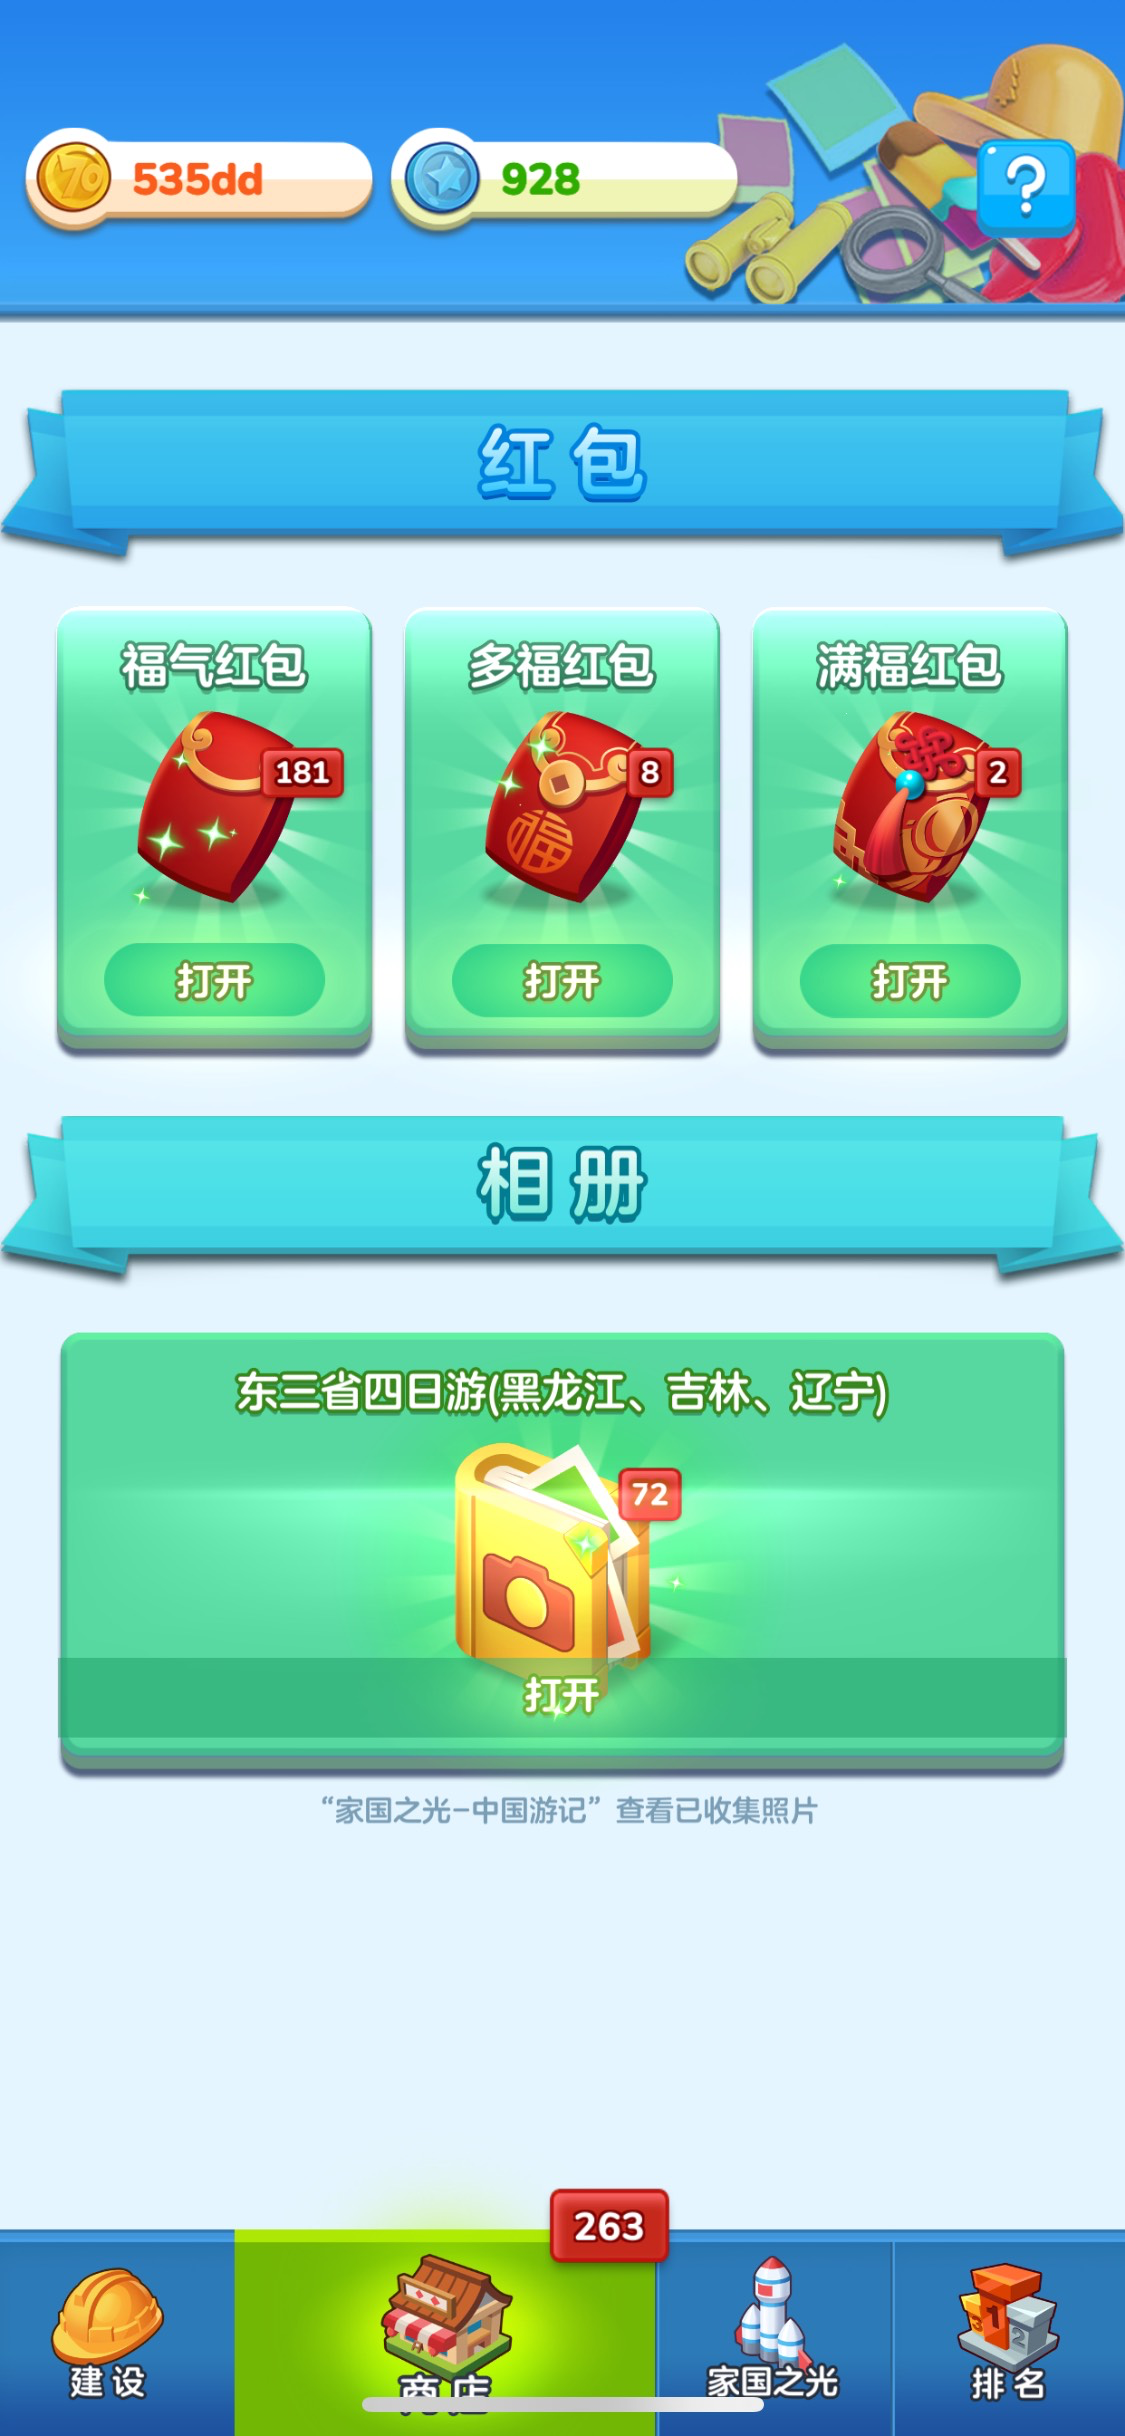 535dd
928
?
红包
福气红包
多福红包
满福红包
181
8
2
福
打开
打开
打开
相册
东三省四日游(黑龙江、吉林、辽宁)
72
打开
“家国之光-中国游记”查看已收集照片
263
建设
商店
家国之光
排名